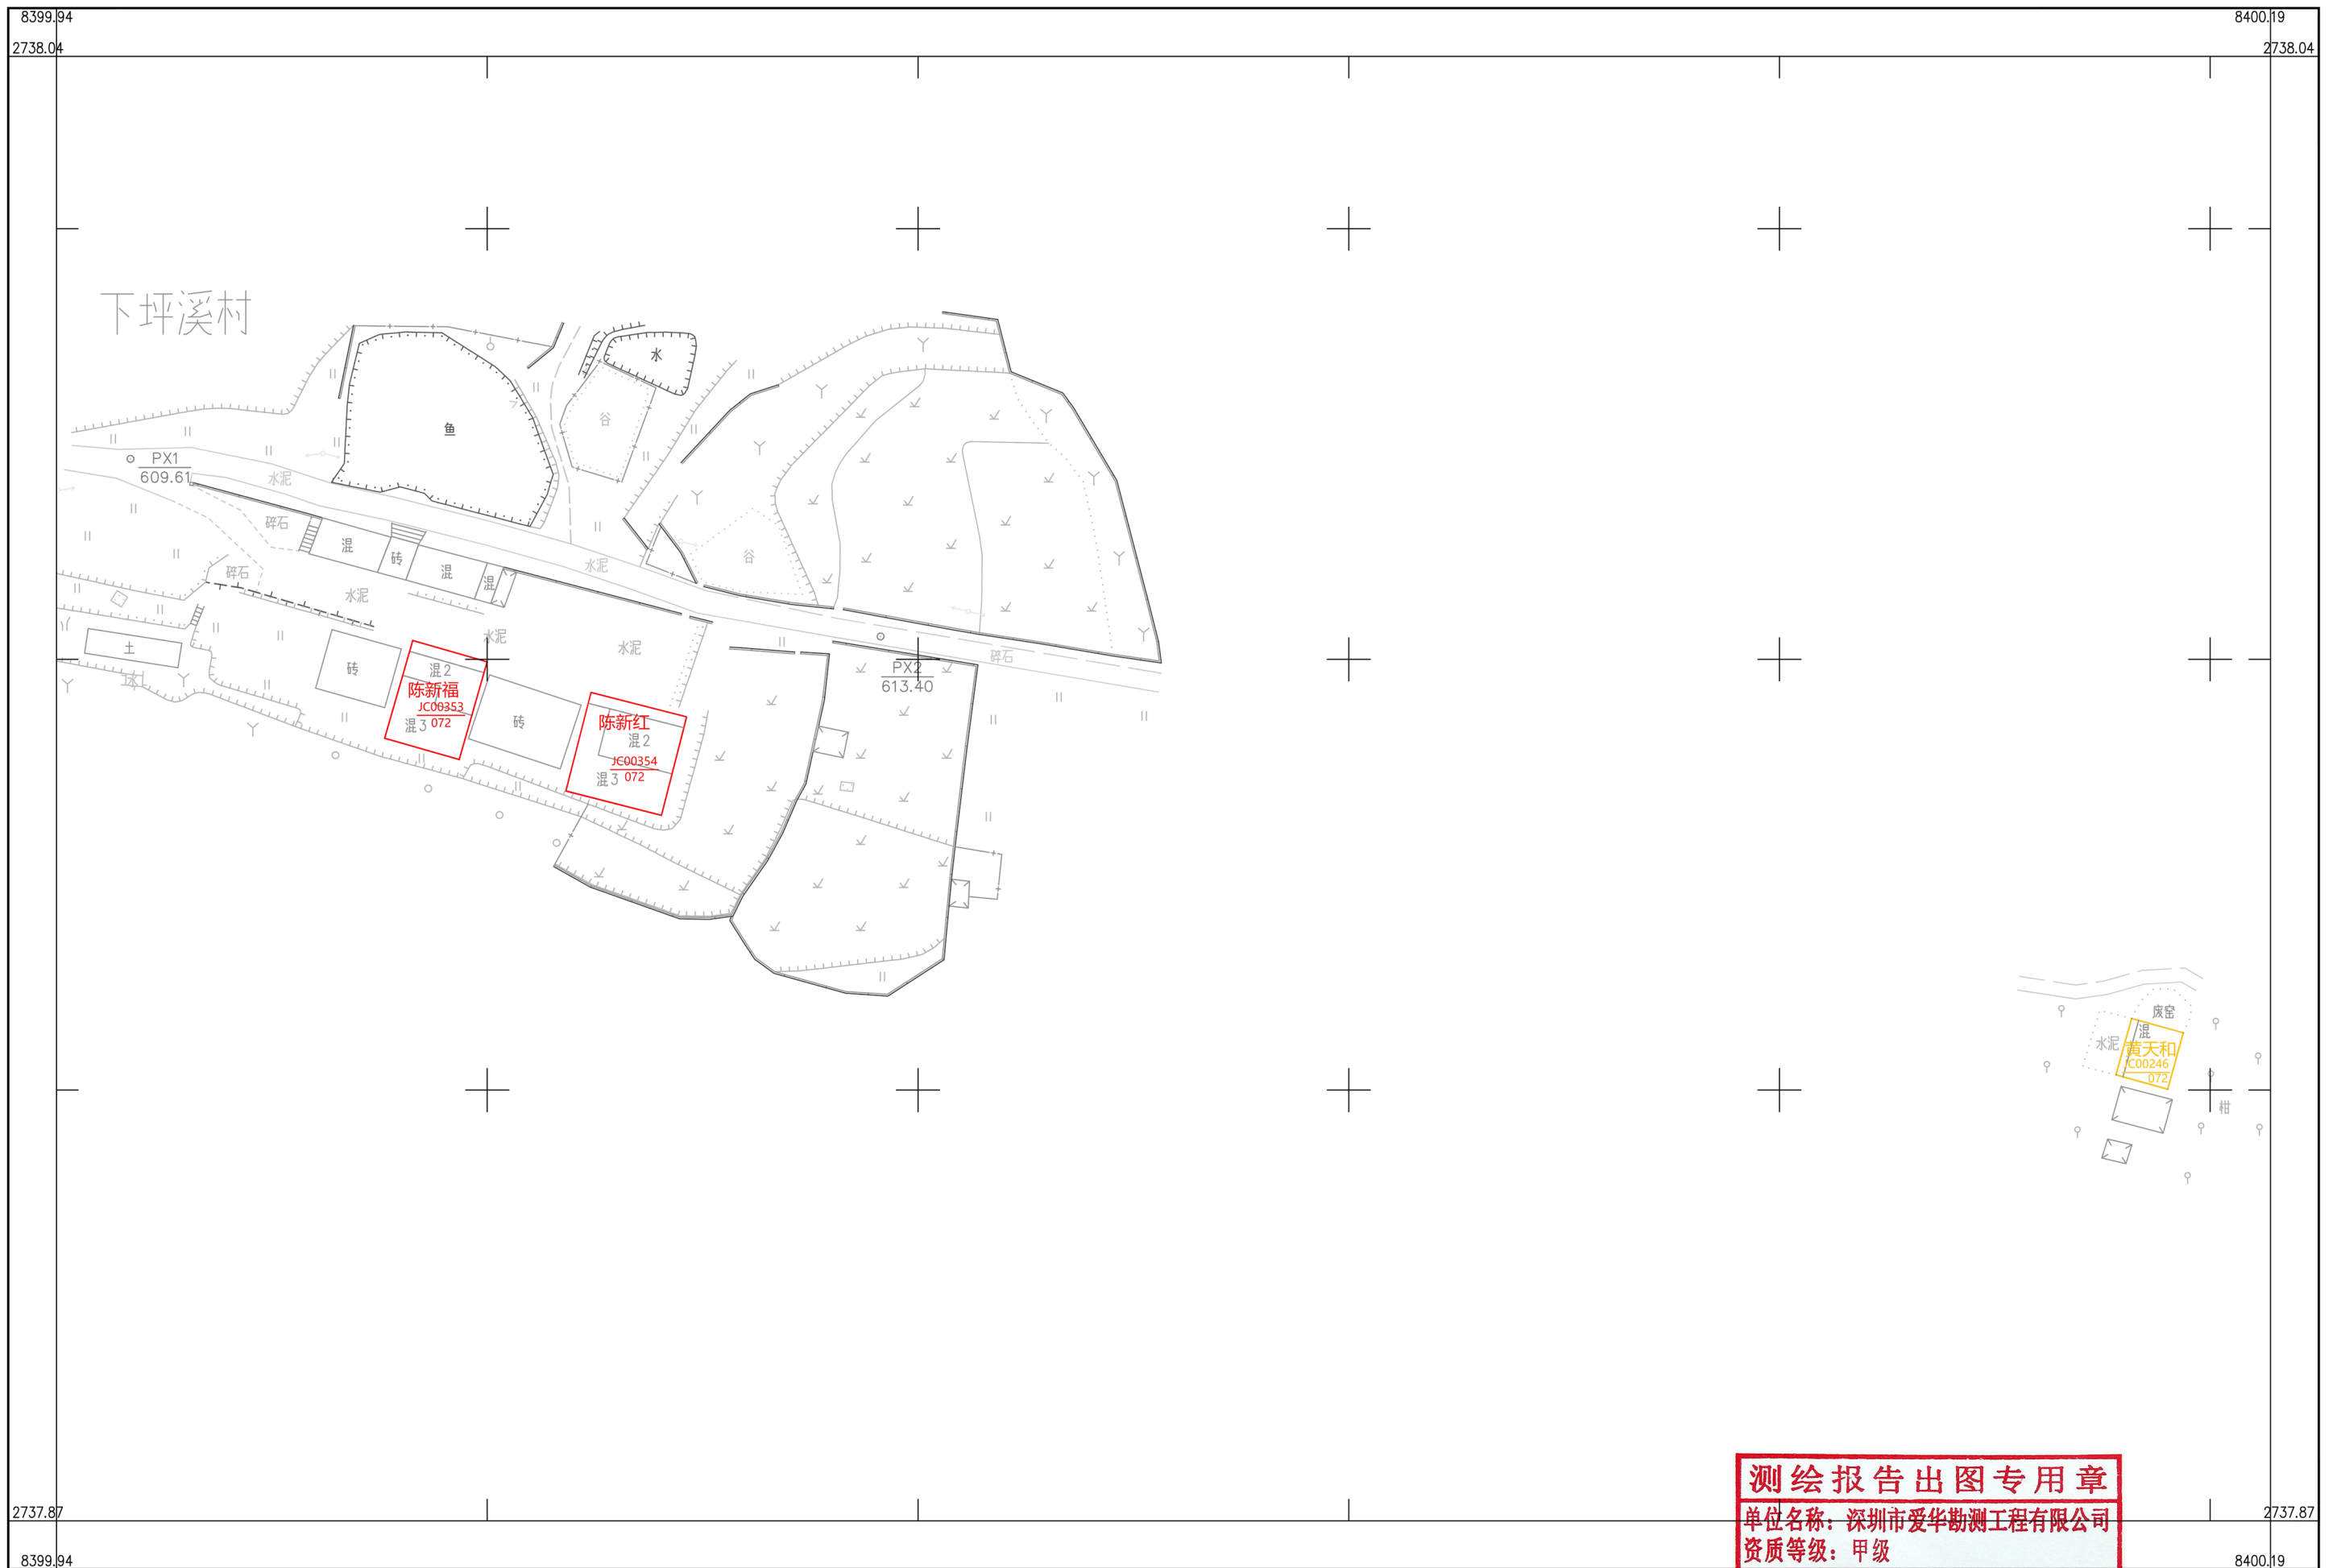 8399.94
8400.19
2738.04
2738.04
下坪溪村
水
谷
鱼
PX1
609.61
水泥
碎石
混
砖
混
混
水泥
谷
碎石
水泥
水泥
水泥
土
砖
混2
陈新福
JC00353
072
混3
砖
陈新红
混2
JC00354
072
混3
碎石
PX2
613.40
废窑
混
水泥
黄天和
JC00246
072
柑
测绘报告出图专用章
单位名称：深圳市爱华勘测工程有限公司
资质等级：甲级
2737.87
2737.87
8399.94
8400.19